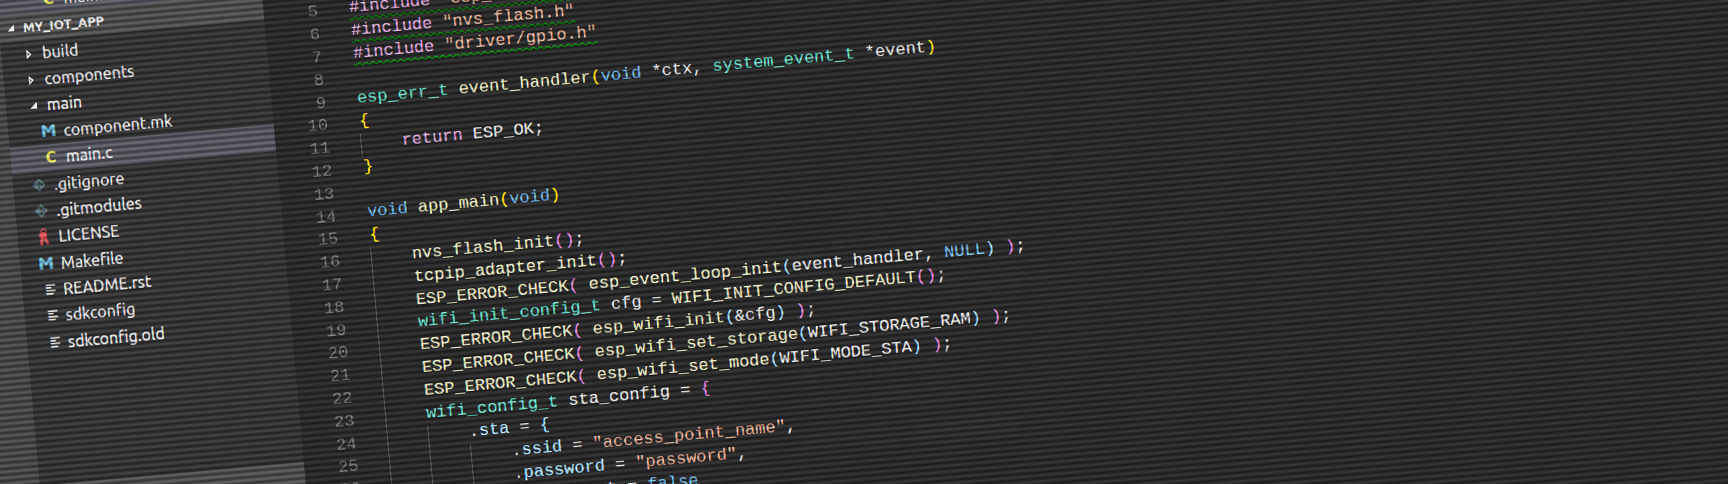 MY_IOT_APP
build
components
main
component.mk
main.c
.gitignore
.gitmodules
LICENSE
Makefile
README.rst
sdkconfig
sdkconfig.old
5 #include
6 #include "nvs_flash.h"
7 #include "driver/gpio.h"
8
9 esp_err_t event_handler(void *ctx, system_event_t *event)
10 {
11 return ESP_OK;
12 }
13
14 void app_main(void)
15 {
16 nvs_flash_init();
17 tcpip_adapter_init();
18 ESP_ERROR_CHECK( esp_event_loop_init(event_handler, NULL) );
19 wifi_init_config_t cfg = WIFI_INIT_CONFIG_DEFAULT();
20 ESP_ERROR_CHECK( esp_wifi_init(&cfg) );
21 ESP_ERROR_CHECK( esp_wifi_set_storage(WIFI_STORAGE_RAM) );
22 ESP_ERROR_CHECK( esp_wifi_set_mode(WIFI_MODE_STA) );
23 wifi_config_t sta_config = {
24 .sta = {
25 .ssid = "access_point_name",
.password = "password",
= false